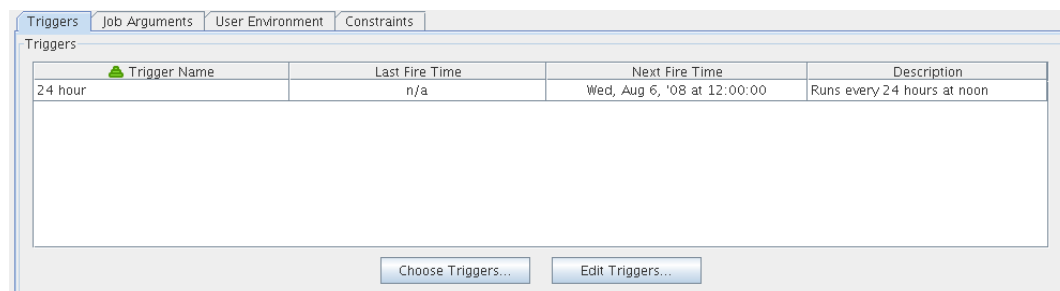 Triggers Job Arguments User Environment Constraints
Triggers
Trigger Name Last Fire Time Next Fire Time Description
24 hour n/a Wed, Aug 6, '08 at 12:00:00 Runs every 24 hours at noon
Choose Triggers... Edit Triggers...